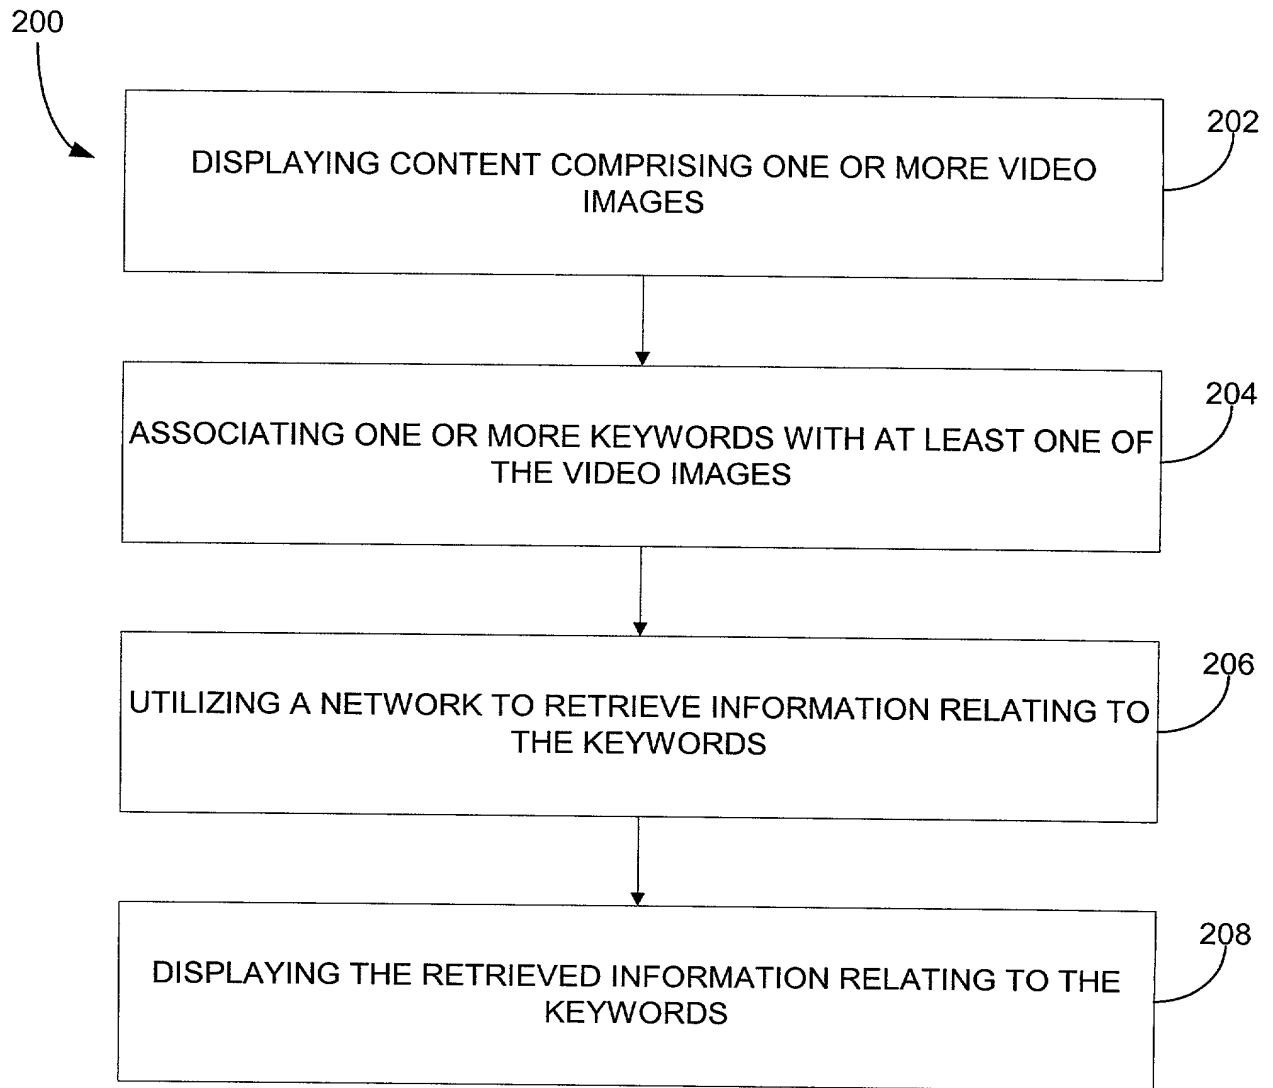 200
202
DISPLAYING CONTENT COMPRISING ONE OR MORE VIDEO
IMAGES
204
ASSOCIATING ONE OR MORE KEYWORDS WITH AT LEAST ONE OF
THE VIDEO IMAGES
206
UTILIZING A NETWORK TO RETRIEVE INFORMATION RELATING TO
THE KEYWORDS
208
DISPLAYING THE RETRIEVED INFORMATION RELATING TO THE
KEYWORDS